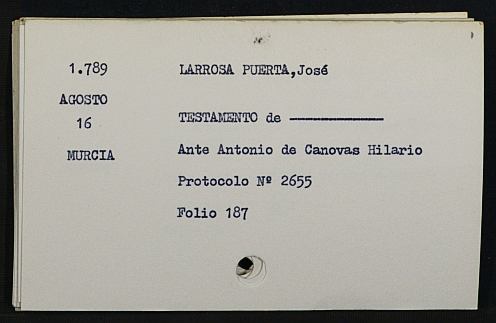 1.789 LARROSA PUERTA,José
AGOSTO
16 TESTAMENTO de ————————
MURCIA Ante Antonio de Canovas Hilario
Protocolo Nº 2655
Folio 187